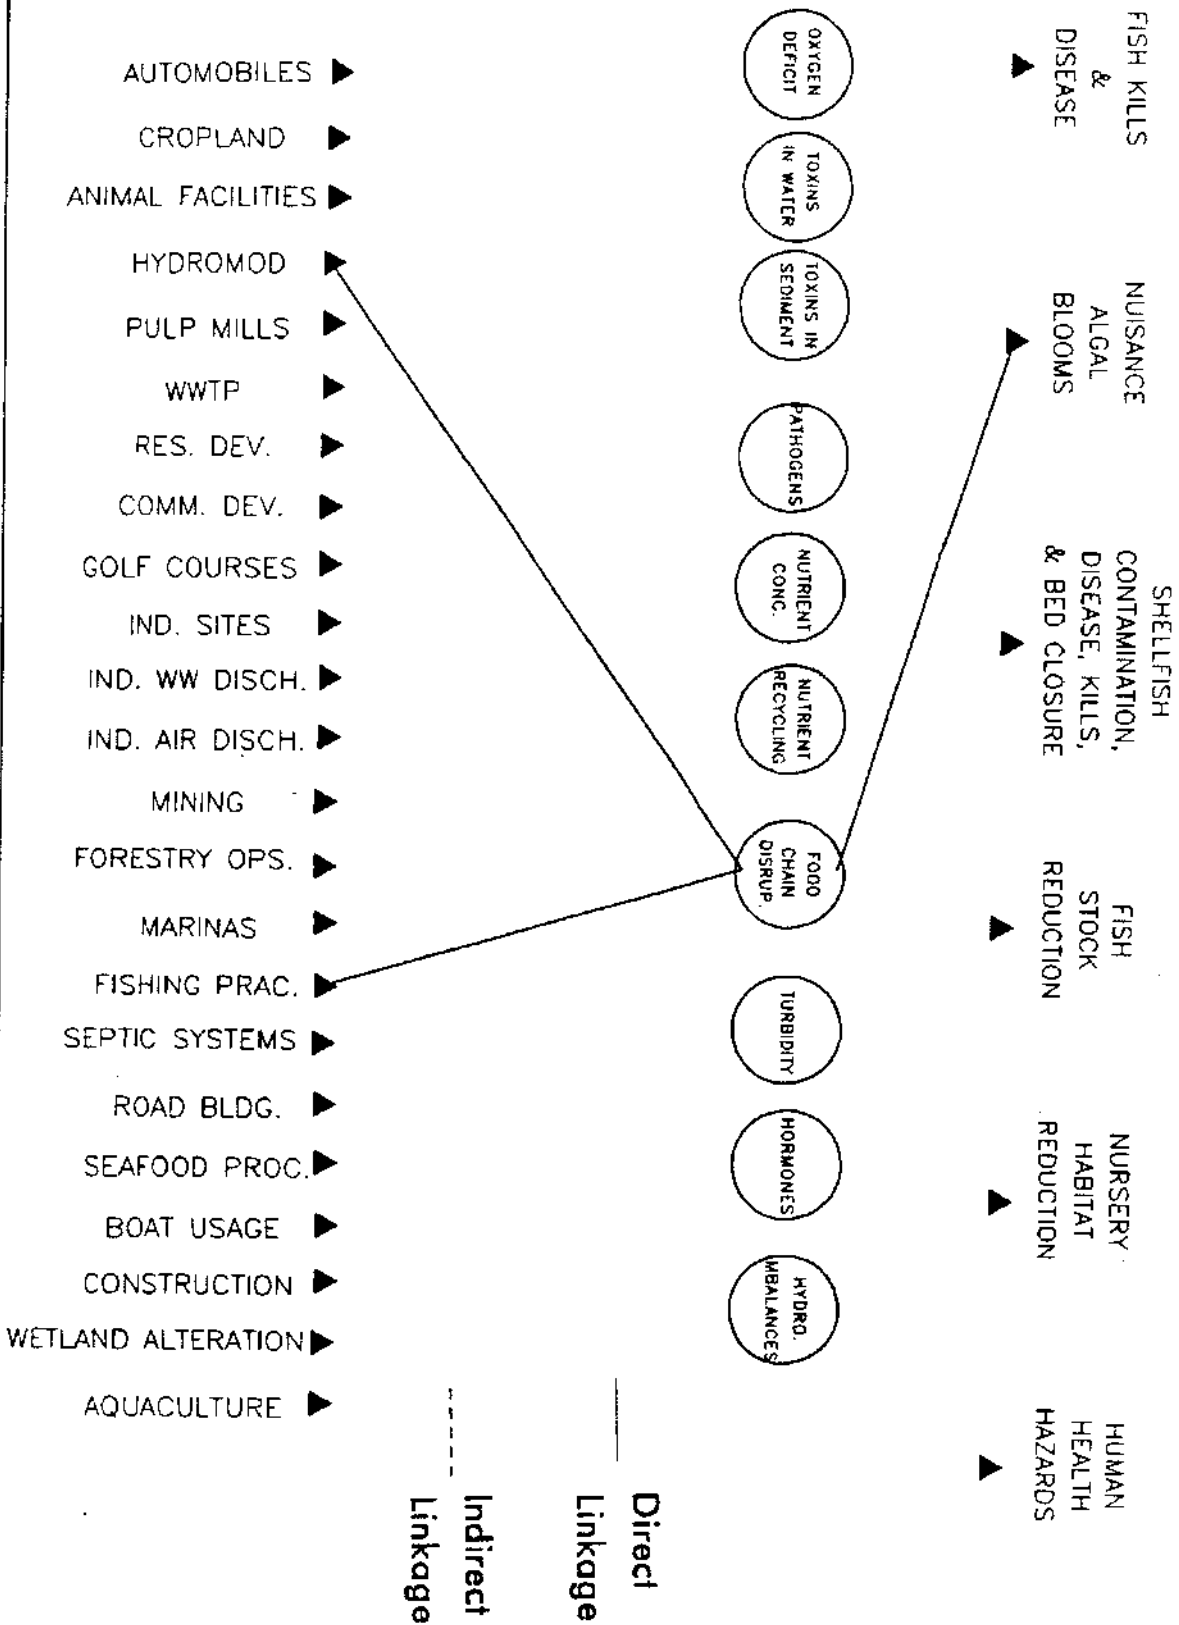 FISH KILLS
&
DISEASE
NUISANCE
ALGAL
BLOOMS
SHELLFISH
CONTAMINATION,
DISEASE, KILLS,
& BED CLOSURE
FISH
STOCK
REDUCTION
NURSERY
HABITAT
REDUCTION
HUMAN
HEALTH
HAZARDS
OXYGEN
DEFICIT
TOXINS
IN WATER
TOXINS IN
SEDIMENT
PATHOGENS
NUTRIENT
CONC.
NUTRIENT
RECYCLING
FOOD
CHAIN
DISRUP.
TURBIDITY
HORMONES
HYDRO.
IMBALANCES
AUTOMOBILES
CROPLAND
ANIMAL FACILITIES
HYDROMOD
PULP MILLS
WWTP
RES. DEV.
COMM. DEV.
GOLF COURSES
IND. SITES
IND. WW DISCH.
IND. AIR DISCH.
MINING
FORESTRY OPS.
MARINAS
FISHING PRAC.
SEPTIC SYSTEMS
ROAD BLDG.
SEAFOOD PROC.
BOAT USAGE
CONSTRUCTION
WETLAND ALTERATION
AQUACULTURE
Direct
Linkage
Indirect
Linkage